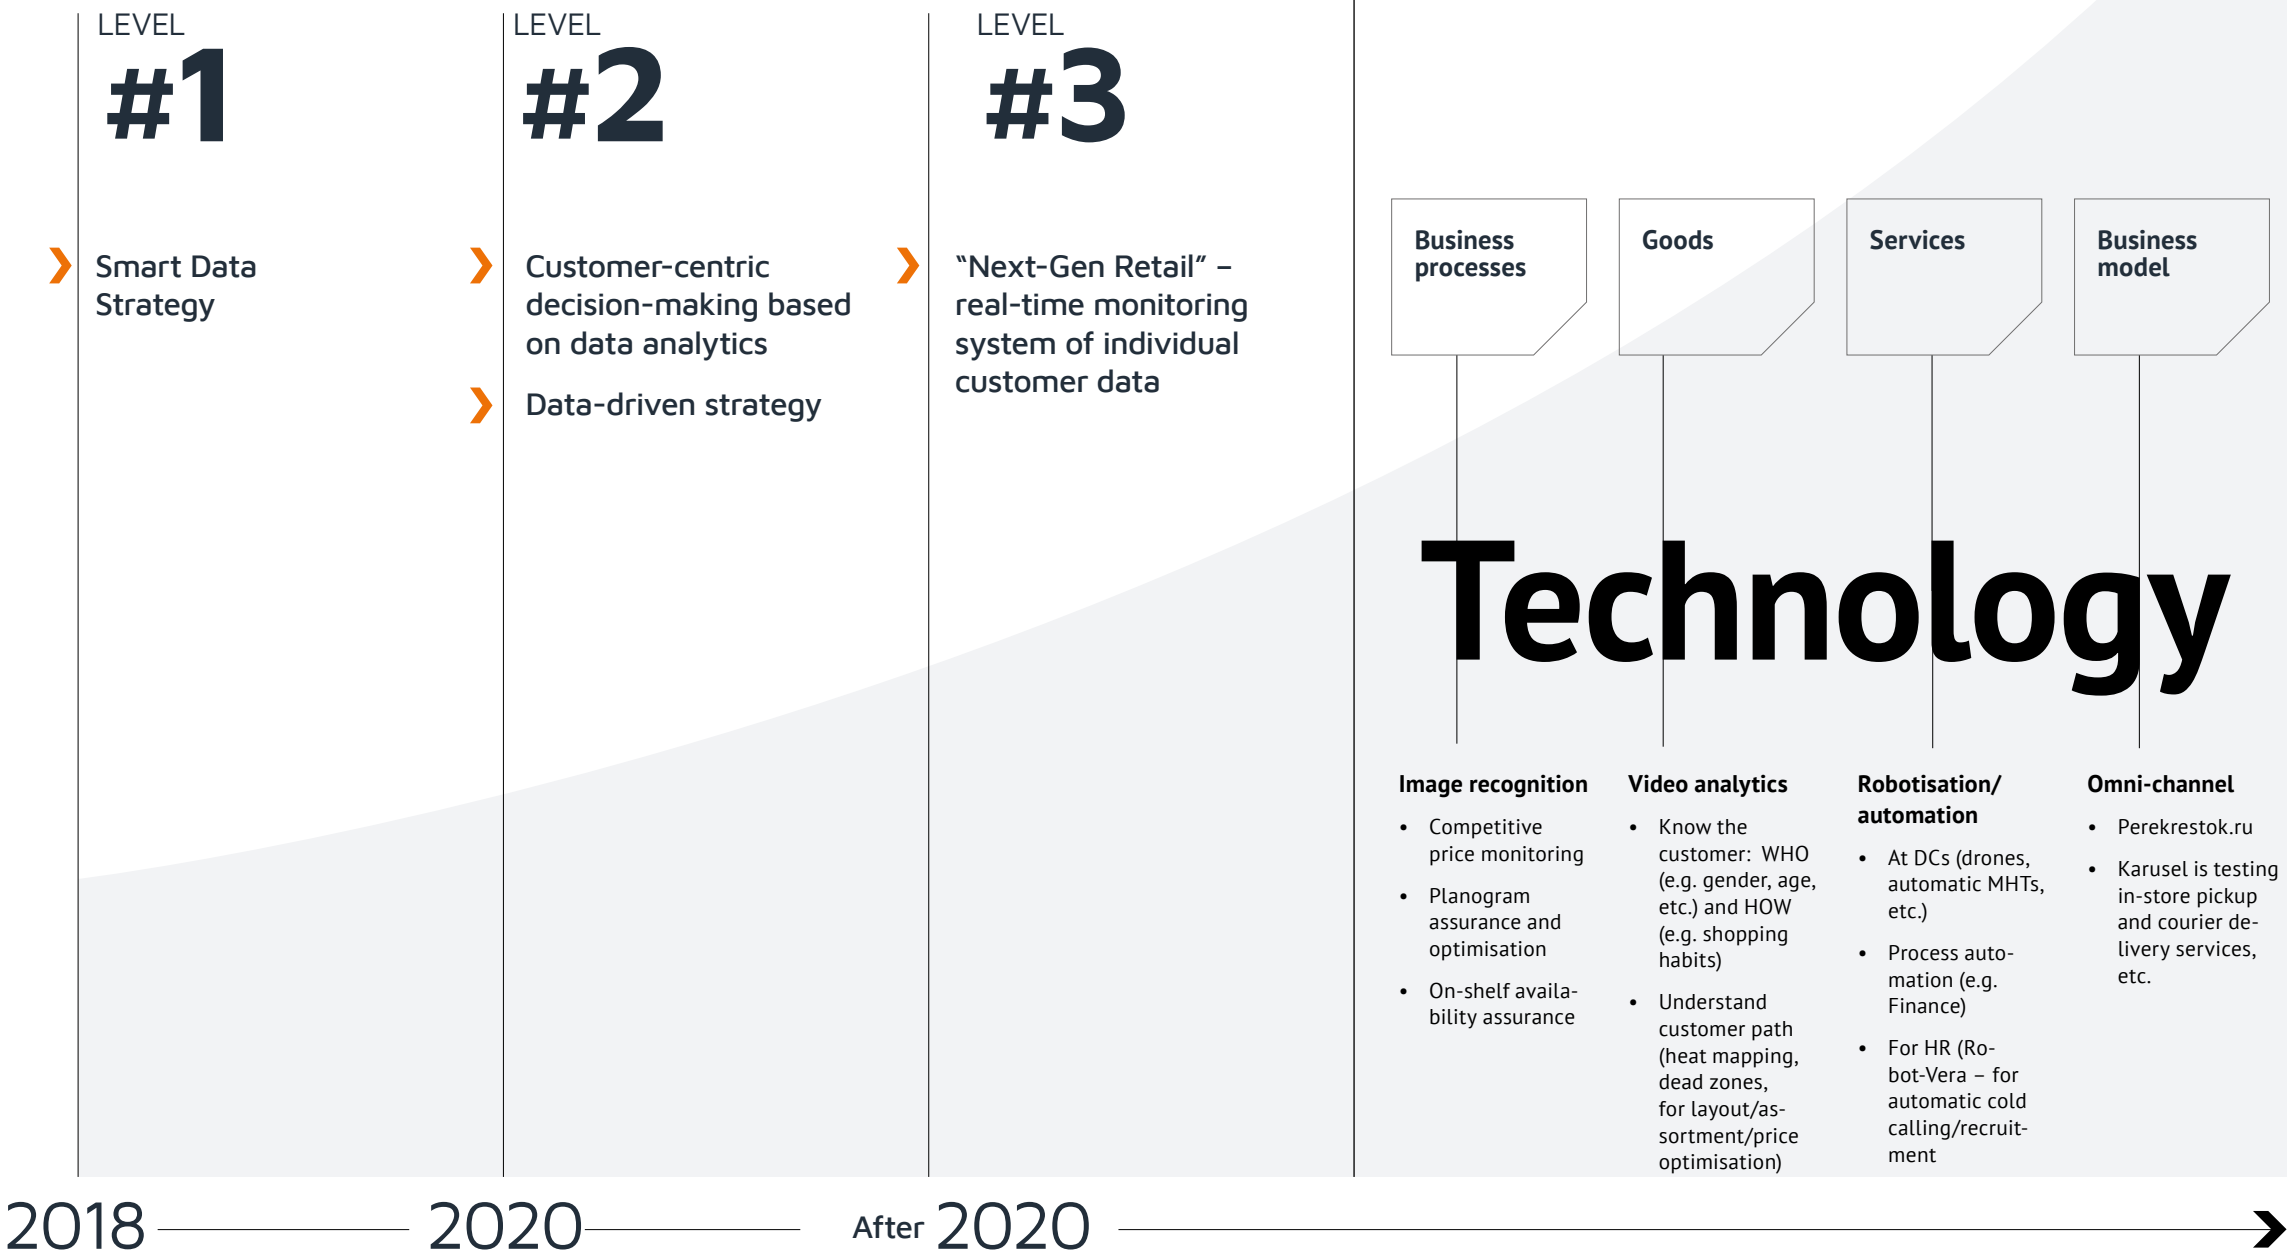 LEVEL
#1
Smart Data
Strategy
LEVEL
#2
Customer-centric
decision-making based
on data analytics
Data-driven strategy
LEVEL
#3
“Next-Gen Retail” –
real-time monitoring
system of individual
customer data
Business
processes
Goods
Services
Business
model
Technology
Image recognition
• Competitive
price monitoring
• Planogram
assurance and
optimisation
• On-shelf availa-
bility assurance
Video analytics
• Know the
customer: WHO
(e.g. gender, age,
etc.) and HOW
(e.g. shopping
habits)
• Understand
customer path
(heat mapping,
dead zones,
for layout/as-
sortment/price
optimisation)
Robotisation/
automation
• At DCs (drones,
automatic MHTs,
etc.)
• Process auto-
mation (e.g.
Finance)
• For HR (Ro-
bot-Vera – for
automatic cold
calling/recruit-
ment
Omni-channel
• Perekrestok.ru
• Karusel is testing
in-store pickup
and courier de-
livery services,
etc.
2018
2020
After 2020